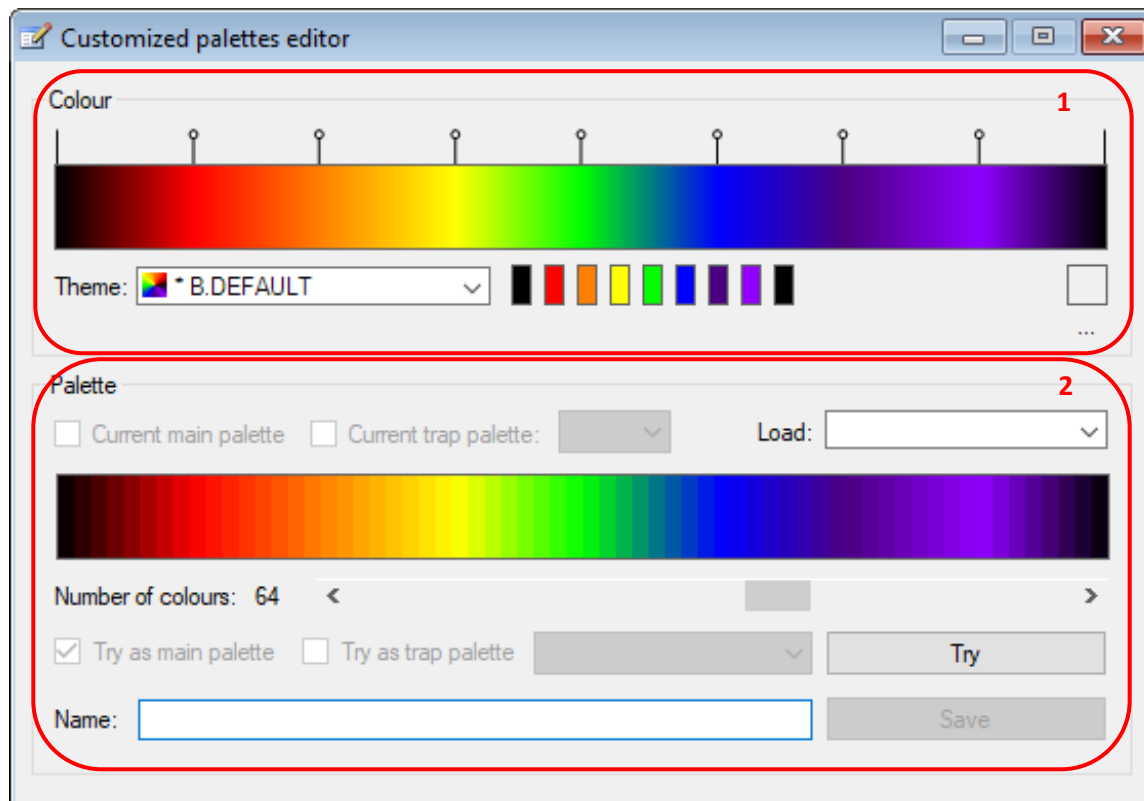 Customized palettes editor
Colour 1
Theme: * B.DEFAULT
...
Palette 2
Current main palette Current trap palette: Load:
Number of colours: 64 < >
Try as main palette Try as trap palette Try
Name: Save